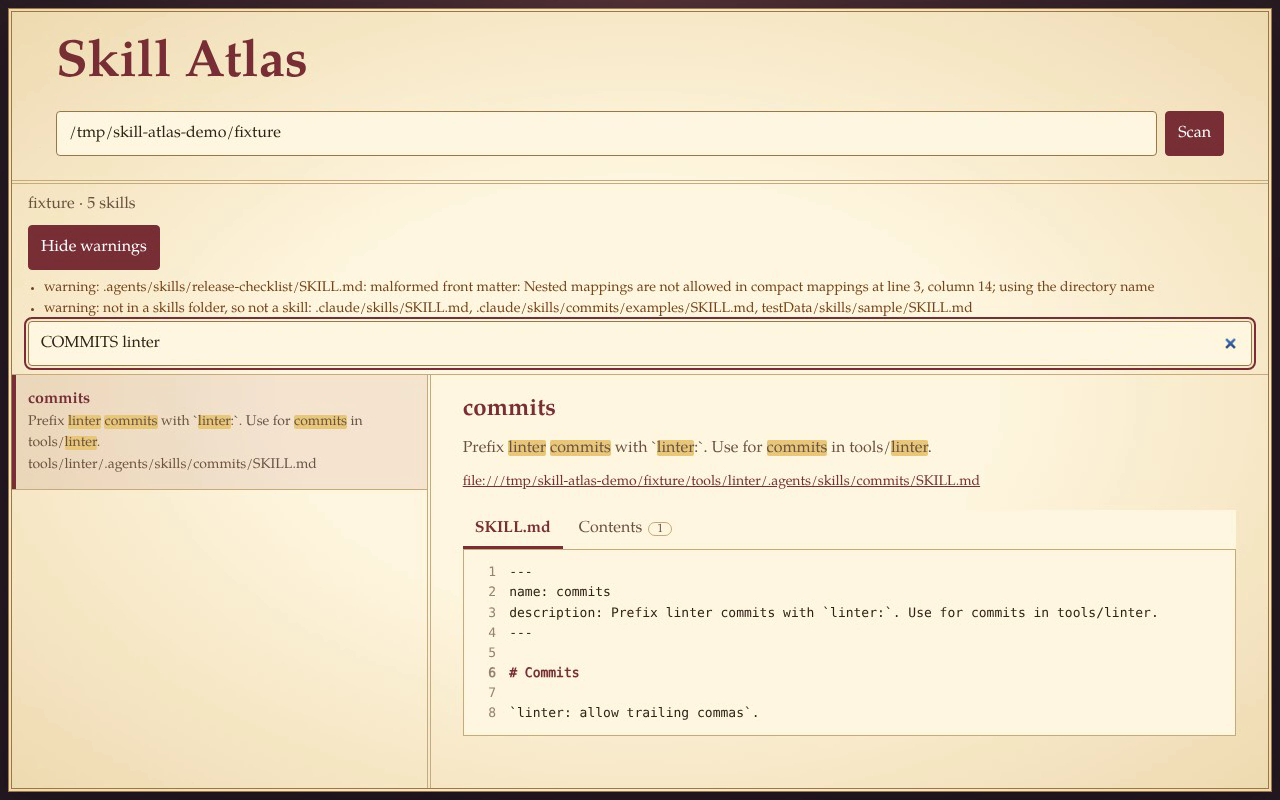 Skill Atlas
/tmp/skill-atlas-demo/fixture
Scan
fixture · 5 skills
Hide warnings
• warning: .agents/skills/release-checklist/SKILL.md: malformed front matter: Nested mappings are not allowed in compact mappings at line 3, column 14; using the directory name
• warning: not in a skills folder, so not a skill: .claude/skills/SKILL.md, .claude/skills/commits/examples/SKILL.md, testData/skills/sample/SKILL.md
COMMITS linter
commits
Prefix linter commits with `linter:`. Use for commits in
tools/linter.
tools/linter/.agents/skills/commits/SKILL.md
commits
Prefix linter commits with `linter:`. Use for commits in tools/linter.
file:///tmp/skill-atlas-demo/fixture/tools/linter/.agents/skills/commits/SKILL.md
SKILL.md Contents 1
1 ---
2 name: commits
3 description: Prefix linter commits with `linter:`. Use for commits in tools/linter.
4 ---
5
6 # Commits
7
8 `linter: allow trailing commas`.